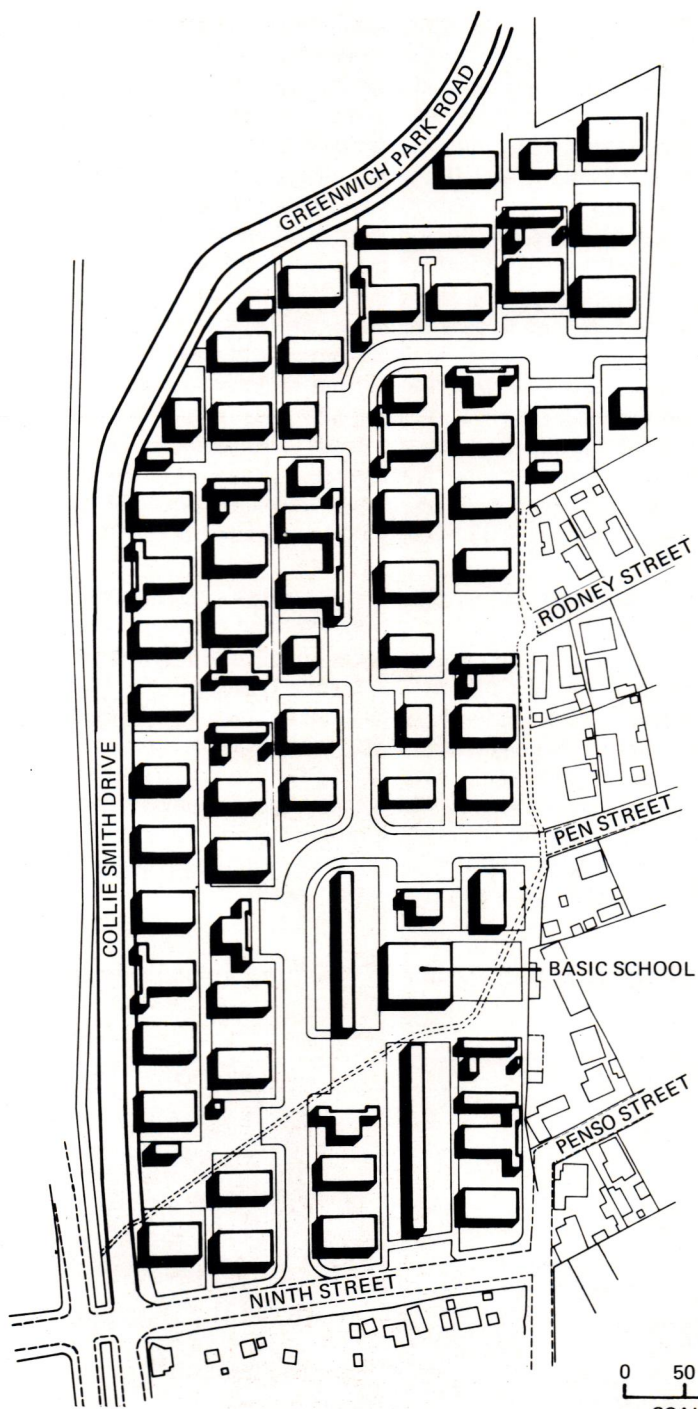 GREENWICH PARK ROAD
RODNEY STREET
COLLIE SMITH DRIVE
PEN STREET
BASIC SCHOOL
PENSO STREET
NINTH STREET
0 50